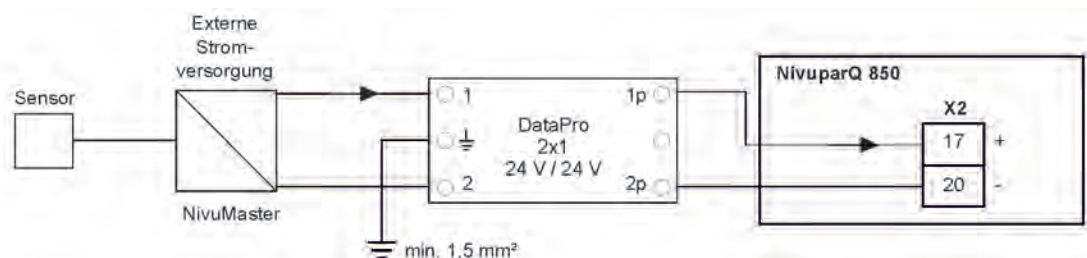 Externe
Strom-
versorgung
Sensor
NivuMaster
1
⏚
2
DataPro
2x1
24 V / 24 V
1p
2p
min. 1,5 mm²
NivuparQ 850
X2
17 +
20 -